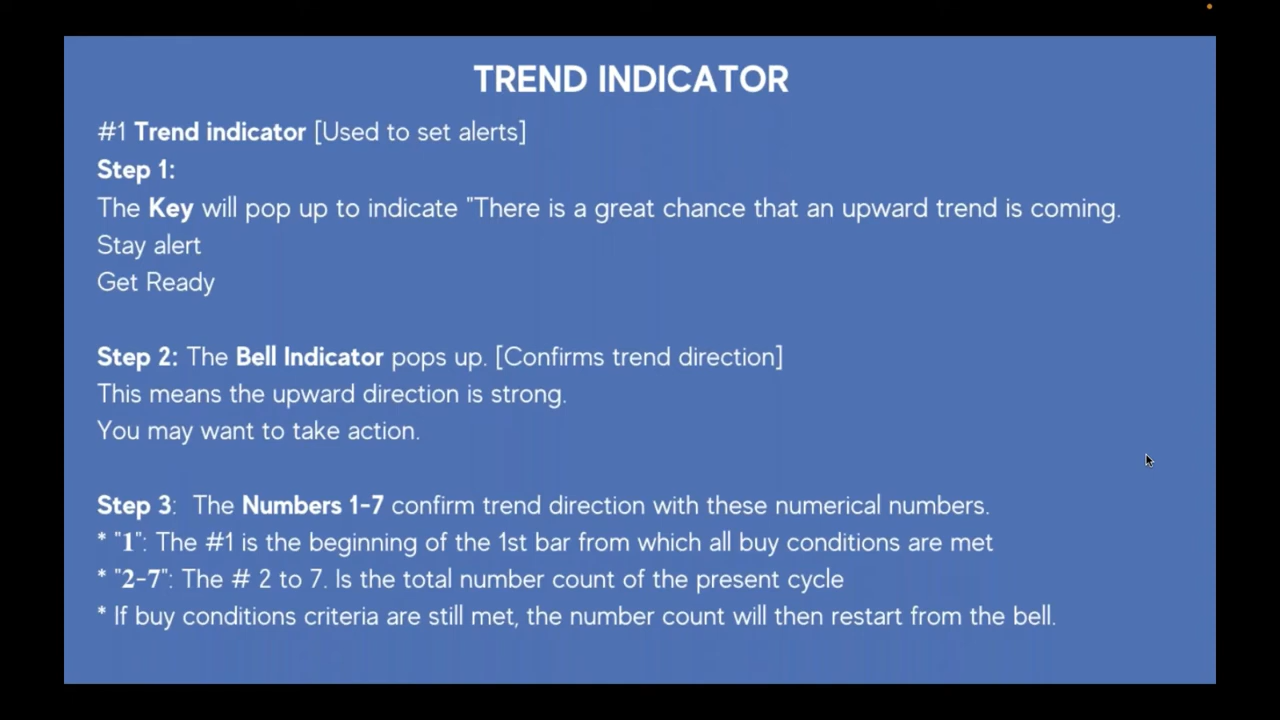 TREND INDICATOR
#1 Trend indicator [Used to set alerts]
Step 1:
The Key will pop up to indicate "There is a great chance that an upward trend is coming.
Stay alert
Get Ready
Step 2: The Bell Indicator pops up. [Confirms trend direction]
This means the upward direction is strong.
You may want to take action.
Step 3:  The Numbers 1-7 confirm trend direction with these numerical numbers.
* "1": The #1 is the beginning of the 1st bar from which all buy conditions are met
* "2-7": The # 2 to 7. Is the total number count of the present cycle
* If buy conditions criteria are still met, the number count will then restart from the bell.